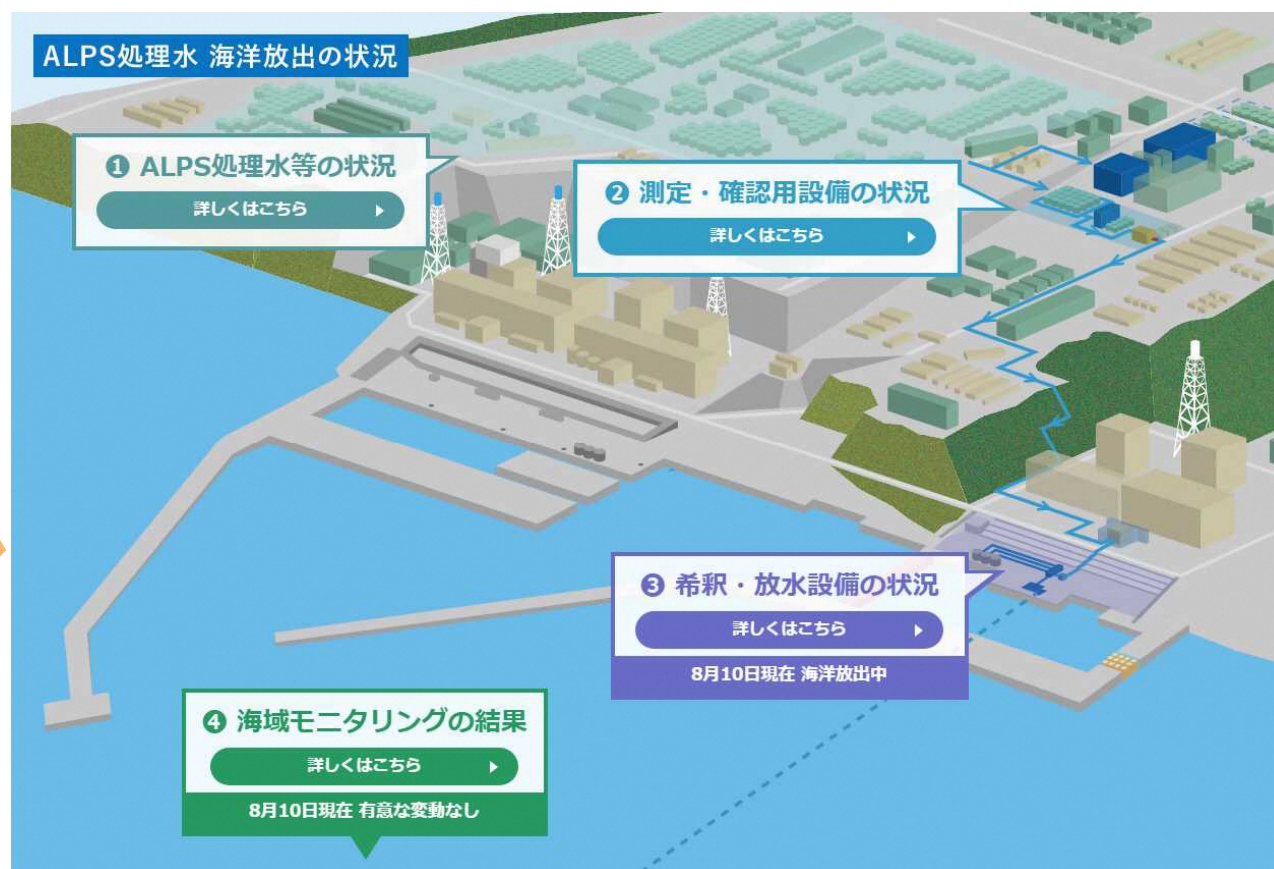 ALPS処理水 海洋放出の状況
❶ ALPS処理水等の状況
詳しくはこちら
❷ 測定・確認用設備の状況
詳しくはこちら
❸ 希釈・放水設備の状況
詳しくはこちら
8月10日現在 海洋放出中
❹ 海域モニタリングの結果
詳しくはこちら
8月10日現在 有意な変動なし